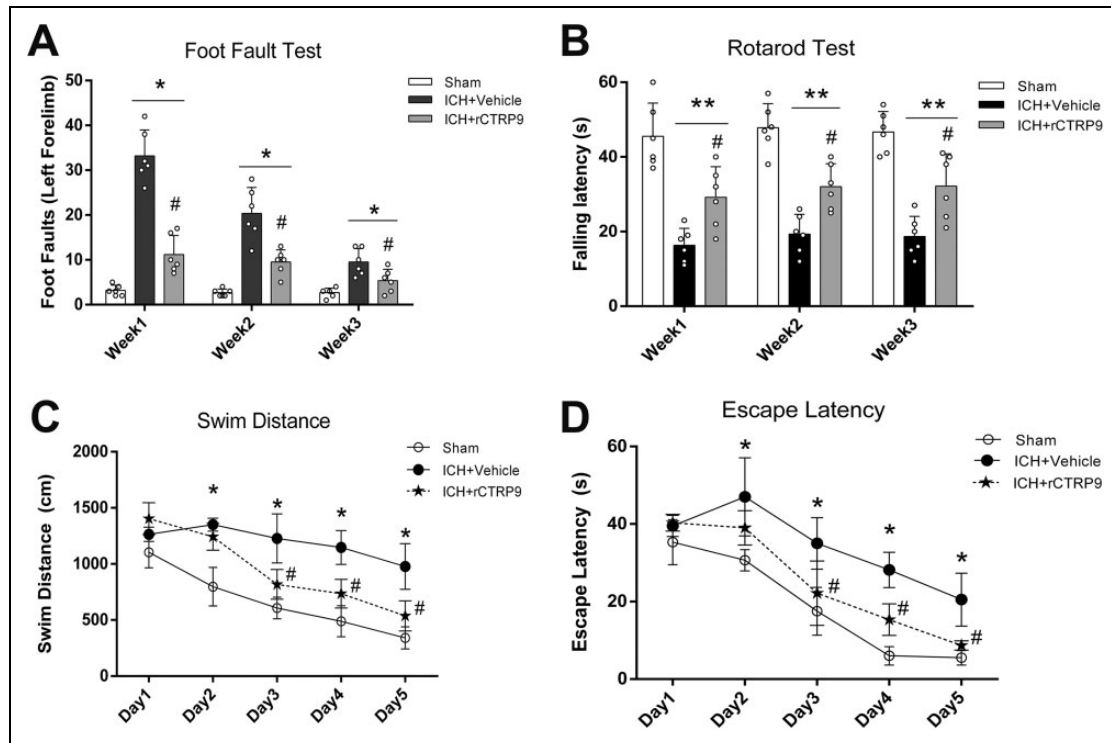 A
Foot Fault Test
Foot Faults (Left Forelimb)
50
40
30
20
10
0
*
#
*
#
*
#
Week1
Week2
Week3
Sham
ICH+Vehicle
ICH+rCTRP9
B
Rotarod Test
Falling latency (s)
60
40
20
0
**
#
**
#
**
#
Week1
Week2
Week3
Sham
ICH+Vehicle
ICH+rCTRP9
C
Swim Distance
Swim Distance (cm)
2000
1500
1000
500
0
*
*
*
*
#
#
#
Day1
Day2
Day3
Day4
Day5
Sham
ICH+Vehicle
ICH+rCTRP9
D
Escape Latency
Escape Latency (s)
60
40
20
0
*
*
*
*
#
#
#
Day1
Day2
Day3
Day4
Day5
Sham
ICH+Vehicle
ICH+rCTRP9